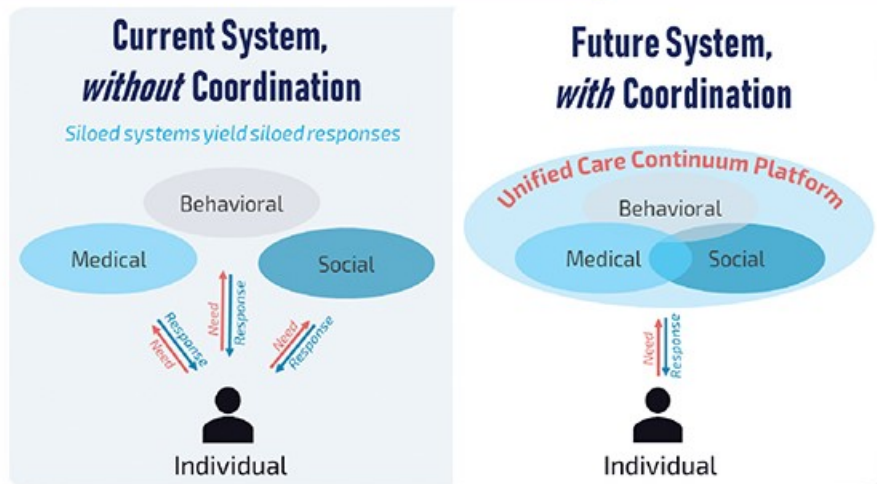 Current System,
without Coordination
Siloed systems yield siloed responses
Behavioral
Medical
Social
Response
Need
Need
Response
Need
Response
Individual
Future System,
with Coordination
Unified Care Continuum Platform
Behavioral
Medical
Social
Need
Response
Individual